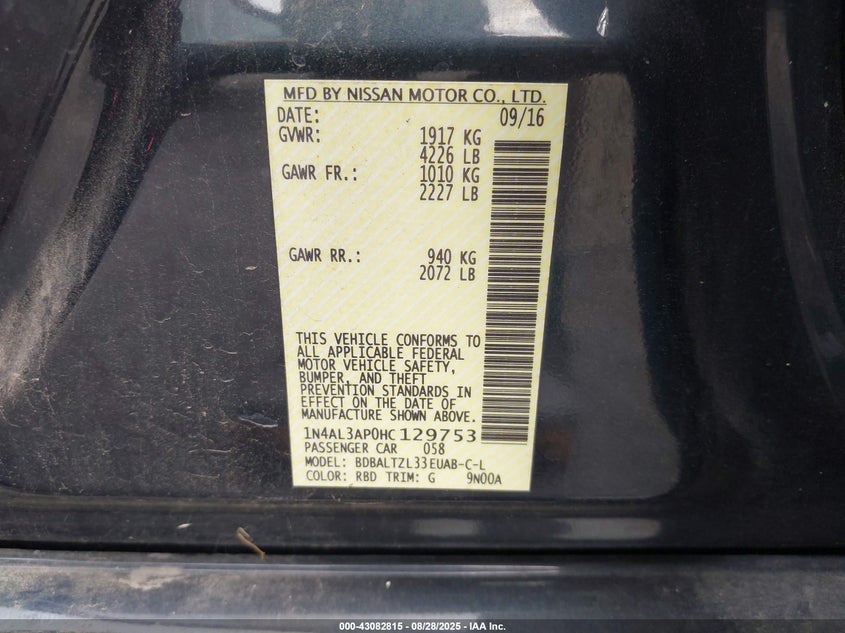 MFD BY NISSAN MOTOR CO., LTD.
DATE: 09/16
GVWR: 1917 KG
4226 LB
GAWR FR.: 1010 KG
2227 LB
GAWR RR.: 940 KG
2072 LB
THIS VEHICLE CONFORMS TO
ALL APPLICABLE FEDERAL
MOTOR VEHICLE SAFETY,
BUMPER, AND THEFT
PREVENTION STANDARDS IN
EFFECT ON THE DATE OF
MANUFACTURE SHOWN ABOVE.
1N4AL3AP0HC129753
PASSENGER CAR 058
MODEL: BDBALTZL33EUAB-C-L
COLOR: RBD TRIM: G 9N00A
000-43082815 - 08/28/2025 - IAA Inc.